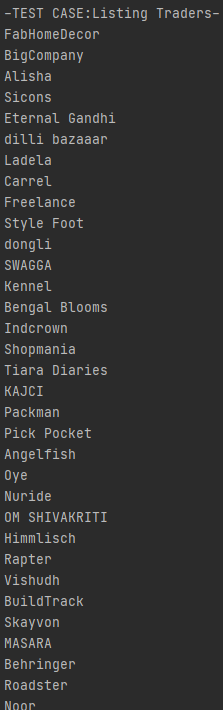 -TEST CASE:Listing Traders-
FabHomeDecor
BigCompany
Alisha
Sicons
Eternal Gandhi
dilli bazaaar
Ladela
Carrel
Freelance
Style Foot
dongli
SWAGGA
Kennel
Bengal Blooms
Indcrown
Shopmania
Tiara Diaries
KAJCI
Packman
Pick Pocket
Angelfish
Oye
Nuride
OM SHIVAKRITI
Himmlisch
Rapter
Vishudh
BuildTrack
Skayvon
MASARA
Behringer
Roadster
Noor